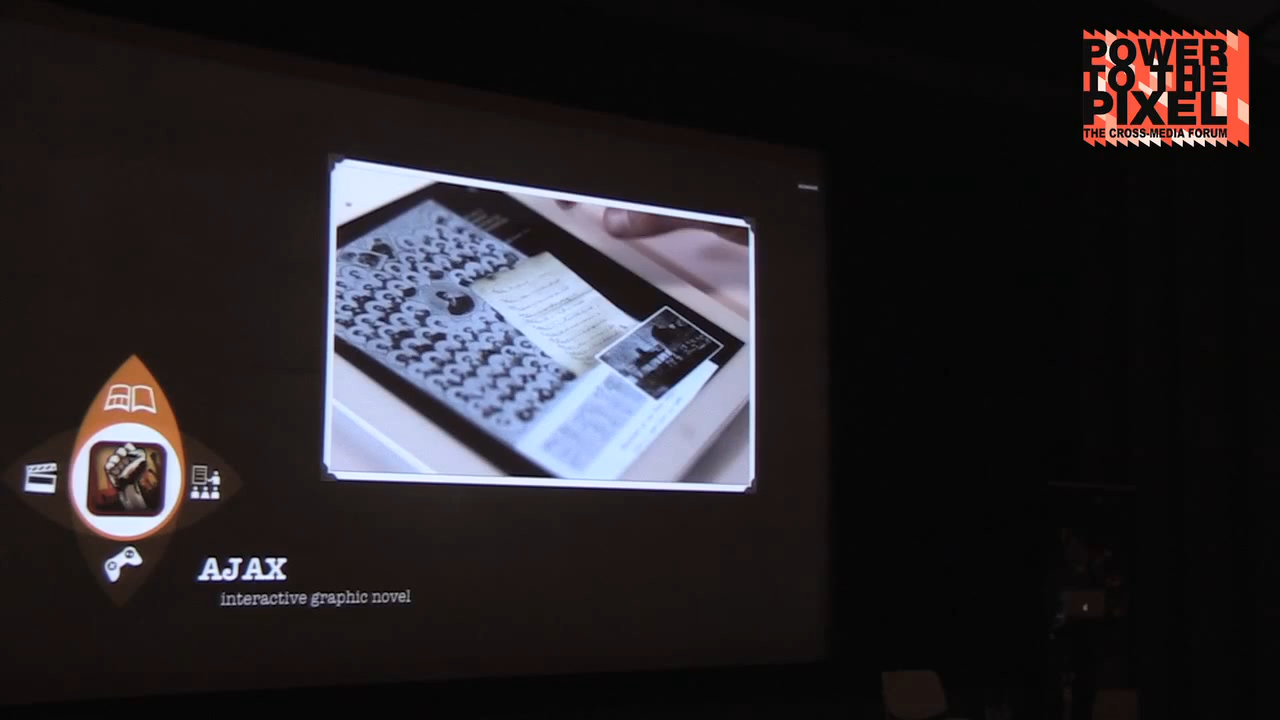 POWER
TO THE
PIXEL
THE CROSS-MEDIA FORUM
AJAX
interactive graphic novel